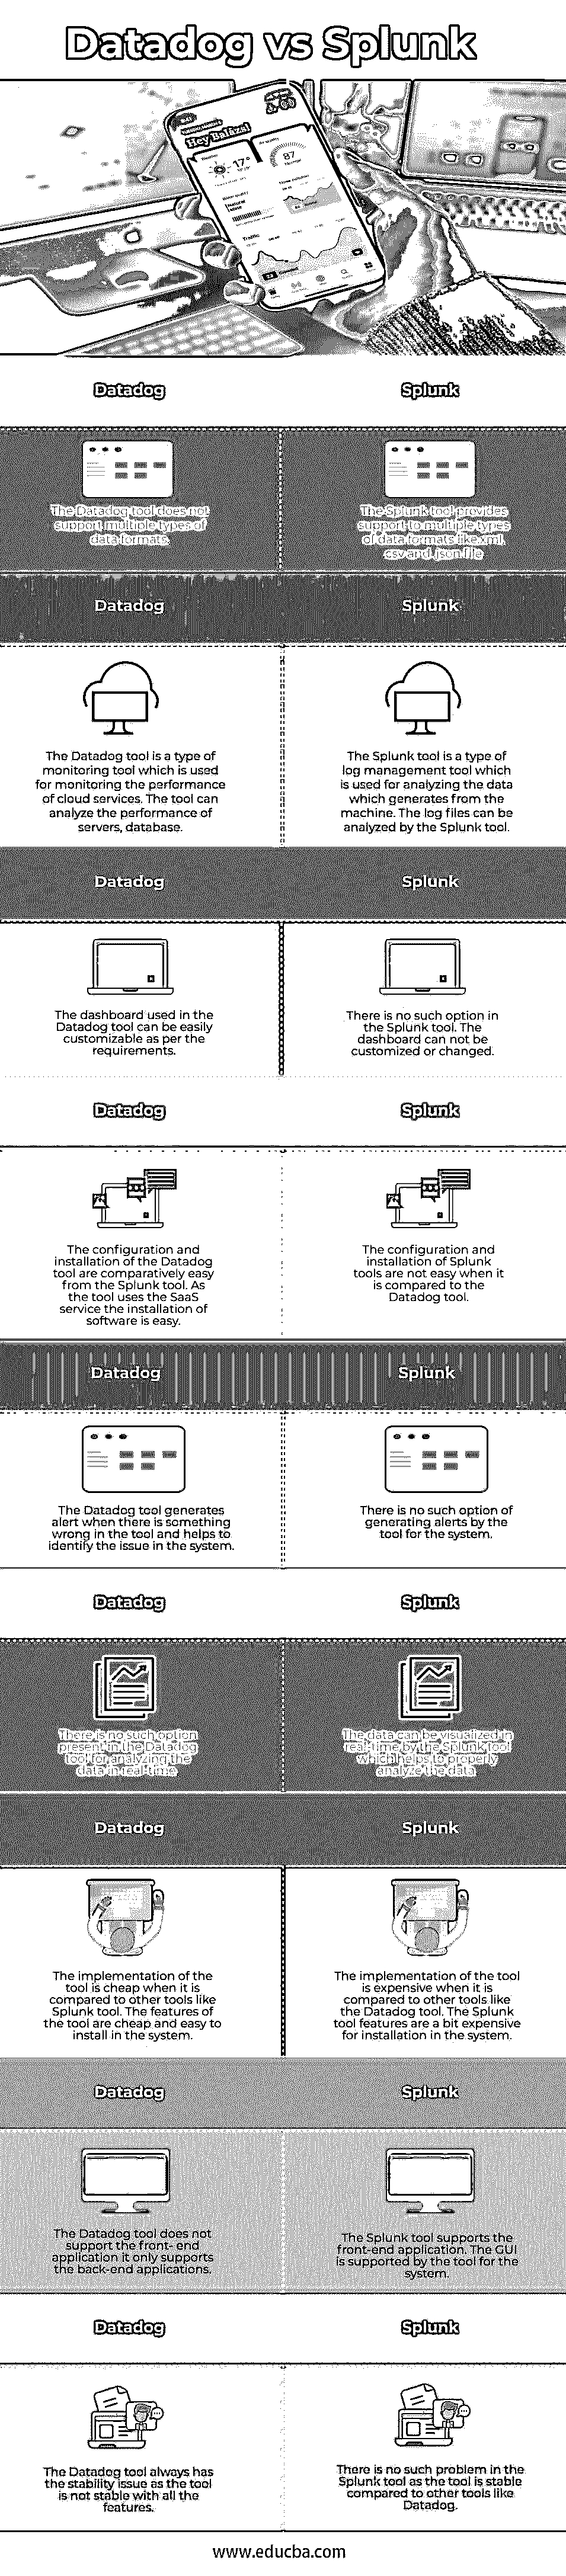 Datadog vs Splunk
Hey Balázs!
17°
87
Traffic
Datadog
Splunk
The Datadog tool does not
support multiple types of
data formats.
The Splunk tool provides
support to multiple types
of data formats like.xml,
csv and .json file
Datadog
Splunk
The Datadog tool is a type of
monitoring tool which is used
for monitoring the performance
of cloud services. The tool can
analyze the performance of
servers, database.
The Splunk tool is a type of
log management tool which
is used for analyzing the data
which generates from the
machine. The log files can be
analyzed by the Splunk tool.
Datadog
Splunk
The dashboard used in the
Datadog tool can be easily
customizable as per the
requirements.
There is no such option in
the Splunk tool. The
dashboard can not be
customized or changed.
Datadog
Splunk
The configuration and
installation of the Datadog
tool are comparatively easy
from the Splunk tool. As
the tool uses the SaaS
service the installation of
software is easy.
The configuration and
installation of Splunk
tools are not easy when it
is compared to the
Datadog tool.
Datadog
Splunk
The Datadog tool generates
alert when there is something
wrong in the tool and helps to
identify the issue in the system.
There is no such option of
generating alerts by the
tool for the system.
Datadog
Splunk
There is no such option
present in the Datadog
tool for analyzing the
data in real-time.
The data can be visualized in
real-time by the Splunk tool
which helps to properly
analyze the data.
Datadog
Splunk
The implementation of the
tool is cheap when it is
compared to other tools like
Splunk tool. The features of
the tool are cheap and easy to
install in the system.
The implementation of the tool
is expensive when it is
compared to other tools like
the Datadog tool. The Splunk
tool features are a bit expensive
for installation in the system.
Datadog
Splunk
The Datadog tool does not
support the front- end
application it only supports
the back-end applications.
The Splunk tool supports the
front-end application. The GUI
is supported by the tool for the
system.
Datadog
Splunk
The Datadog tool always has
the stability issue as the tool
is not stable with all the
features.
There is no such problem in the
Splunk tool as the tool is stable
compared to other tools like
Datadog.
www.educba.com